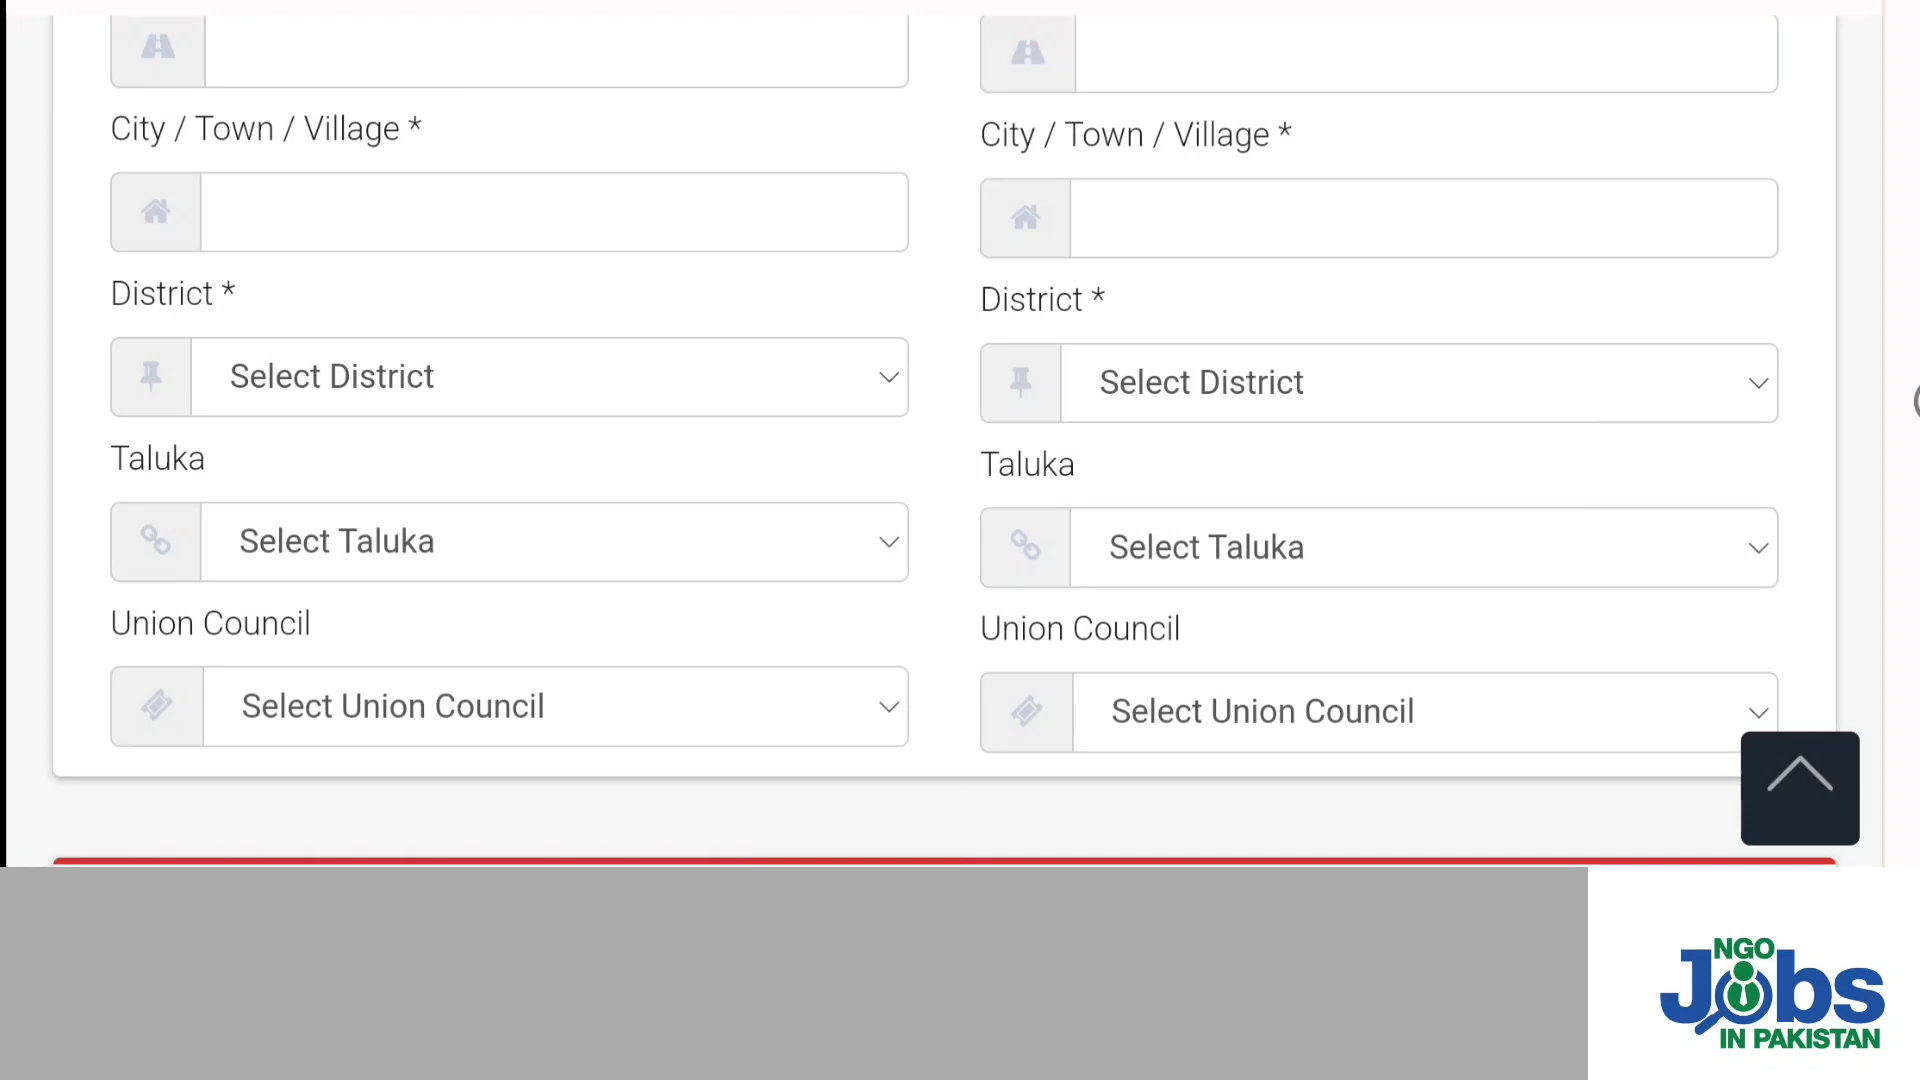 City / Town / Village *
City / Town / Village *
District *
District *
Select District
Select District
Taluka
Taluka
Select Taluka
Select Taluka
Union Council
Union Council
Select Union Council
Select Union Council
NGO
Jobs
IN PAKISTAN